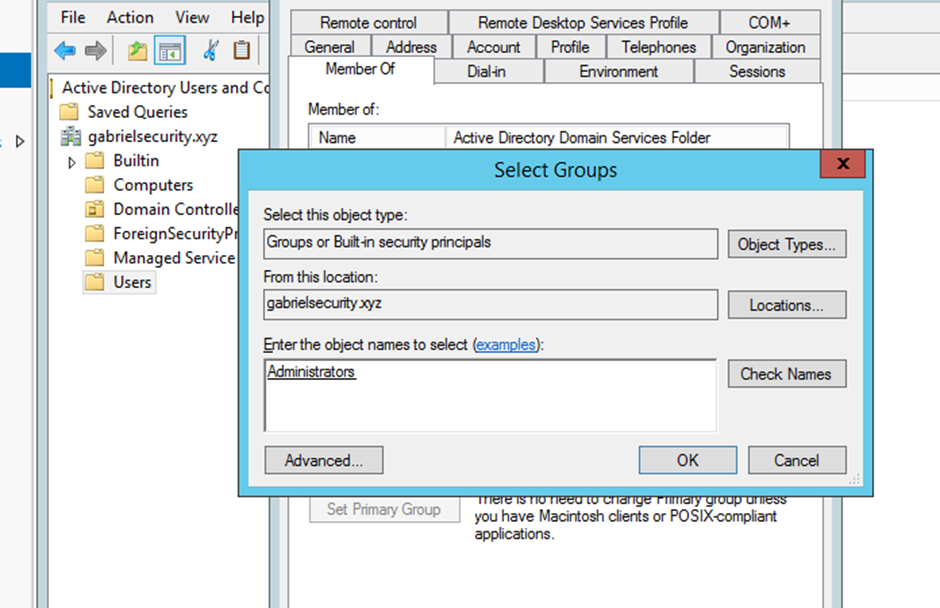 File Action View Help
Active Directory Users and Co
Saved Queries
gabrielsecurity.xyz
Builtin
Computers
Domain Controlle
ForeignSecurityPr
Managed Service
Users
Remote control Remote Desktop Services Profile COM+
General Address Account Profile Telephones Organization
Member Of Dial-in Environment Sessions
Member of:
Name Active Directory Domain Services Folder
Select Groups
X
Select this object type:
Groups or Built-in security principals
Object Types...
From this location:
gabrielsecurity.xyz
Locations...
Enter the object names to select (examples):
Administrators
Check Names
Advanced... OK Cancel
Set Primary Group
There is no need to change Primary group unless
you have Macintosh clients or POSIX-compliant
applications.